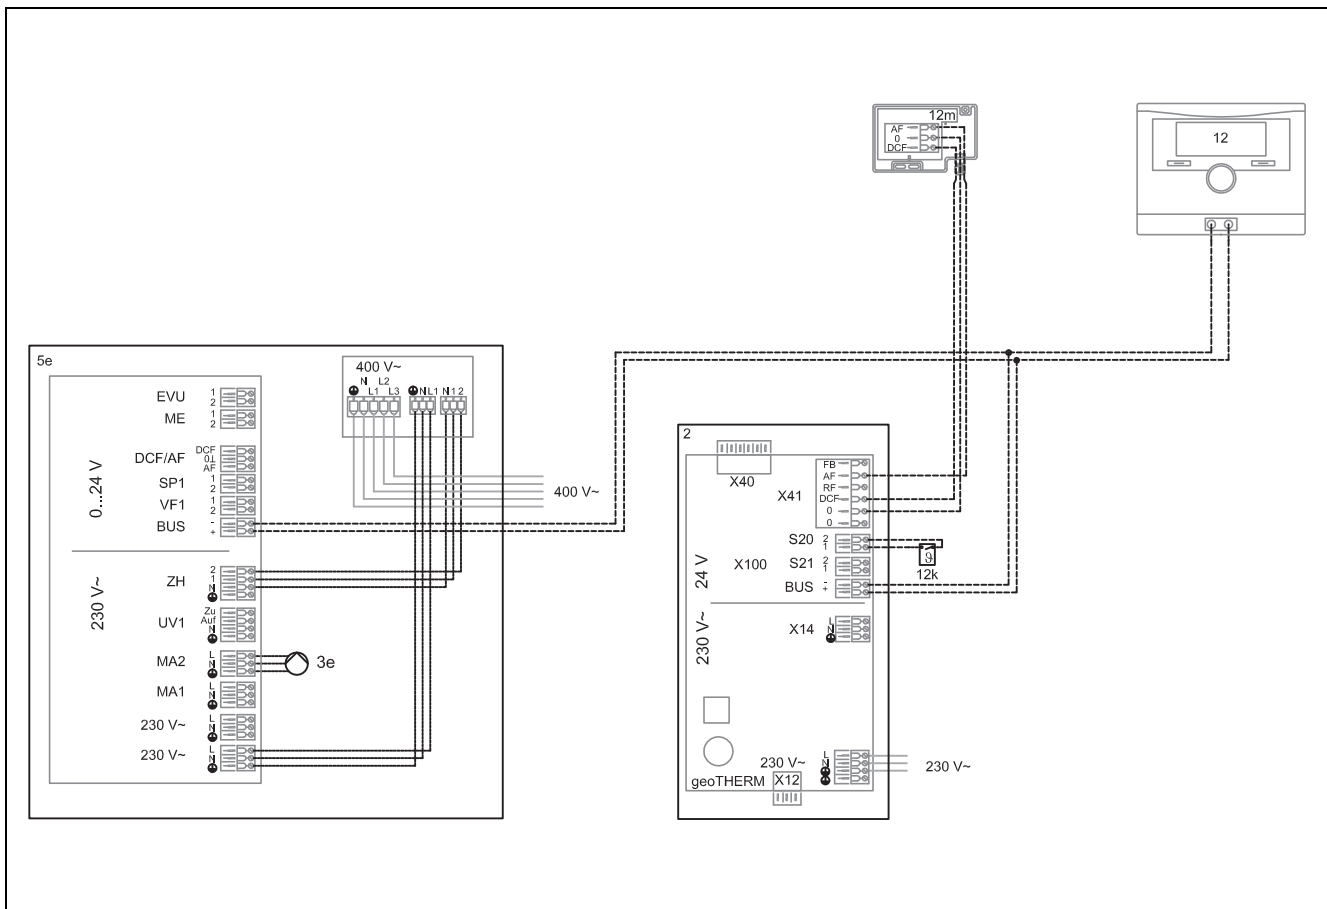 12m
AF
0
DCF
12
5e
400 V~
N L2
L1 L3
N L1 N 1 2
EVU 1
2
ME 1
2
DCF/AF DCF
0⊥
AF
SP1 1
2
VF1 1
2
BUS -
+
0...24 V
400 V~
230 V~
ZH 2
1
N
UV1 Zu
Auf
N
MA2 L
N
3e
MA1 L
N
230 V~ L
N
230 V~ L
N
2
X40
X41
FB
AF
RF
DCF
0
0
24 V
X100
S20 2
1
S21 2
1
BUS -
+
12k
ϑ
230 V~
X14 L
N
230 V~ L
N
230 V~
geoTHERM X12